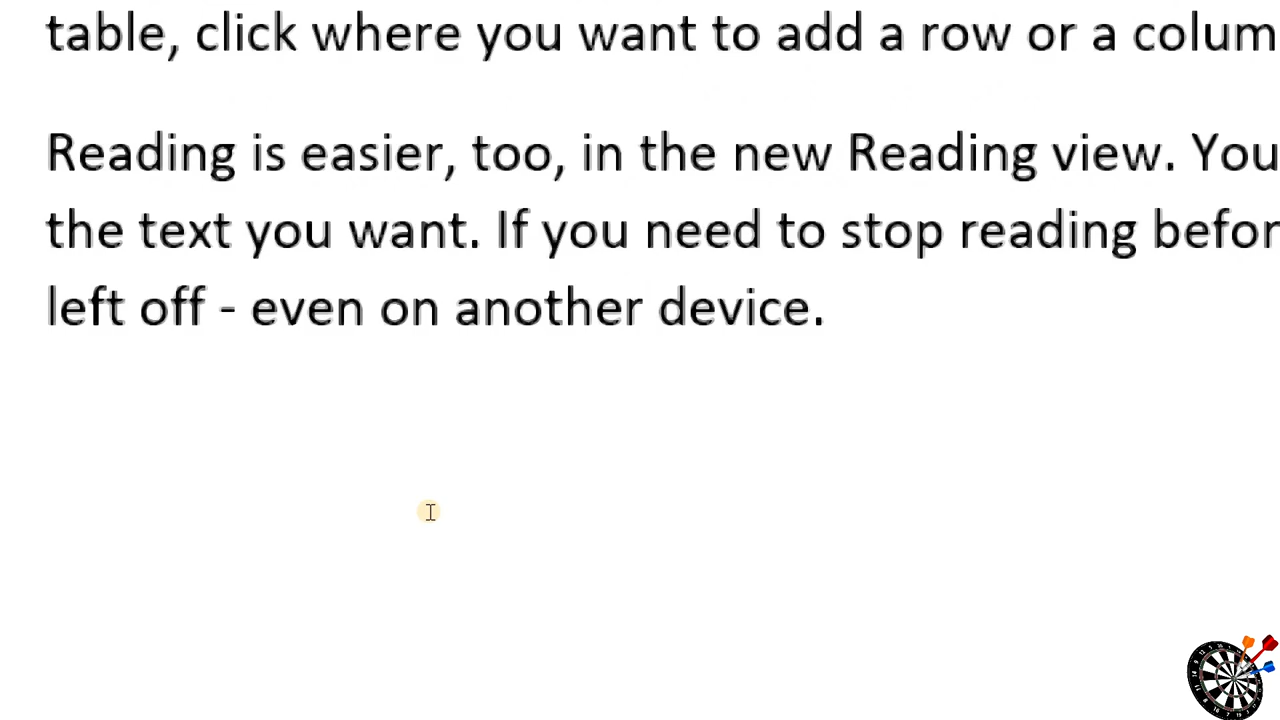 table, click where you want to add a row or a colum
Reading is easier, too, in the new Reading view. You
the text you want. If you need to stop reading befor
left off - even on another device.